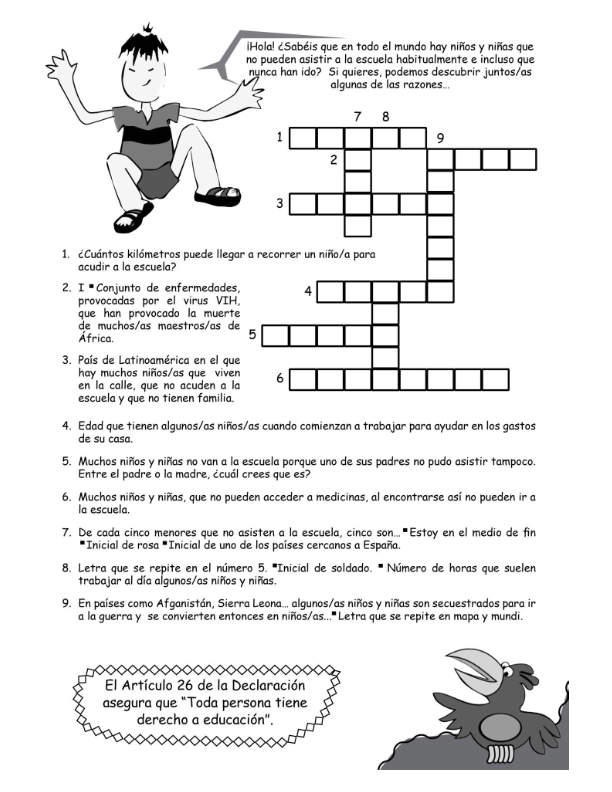 ¡Hola! ¿Sabéis que en todo el mundo hay niños y niñas que
no pueden asistir a la escuela habitualmente e incluso que
nunca han ido? Si quieres, podemos descubrir juntos/as
algunas de las razones...
7 8
1 9
2
3
1. ¿Cuántos kilómetros puede llegar a recorrer un niño/a para
acudir a la escuela?
4
2. I ▪Conjunto de enfermedades,
provocadas por el virus VIH,
que han provocado la muerte
de muchos/as maestros/as de
África.
5
3. País de Latinoamérica en el que
hay muchos niños/as que viven
en la calle, que no acuden a la
escuela y que no tienen familia.
6
4. Edad que tienen algunos/as niños/as cuando comienzan a trabajar para ayudar en los gastos
de su casa.
5. Muchos niños y niñas no van a la escuela porque uno de sus padres no pudo asistir tampoco.
Entre el padre o la madre, ¿cuál crees que es?
6. Muchos niños y niñas, que no pueden acceder a medicinas, al encontrarse así no pueden ir a
la escuela.
7. De cada cinco menores que no asisten a la escuela, cinco son... ▪Estoy en el medio de fin
▪Inicial de rosa ▪Inicial de uno de los países cercanos a España.
8. Letra que se repite en el número 5. ▪Inicial de soldado. ▪ Número de horas que suelen
trabajar al día algunos/as niños y niñas.
9. En países como Afganistán, Sierra Leona... algunos/as niños y niñas son secuestrados para ir
a la guerra y se convierten entonces en niños/as...▪Letra que se repite en mapa y mundi.
El Artículo 26 de la Declaración
asegura que "Toda persona tiene
derecho a educación".